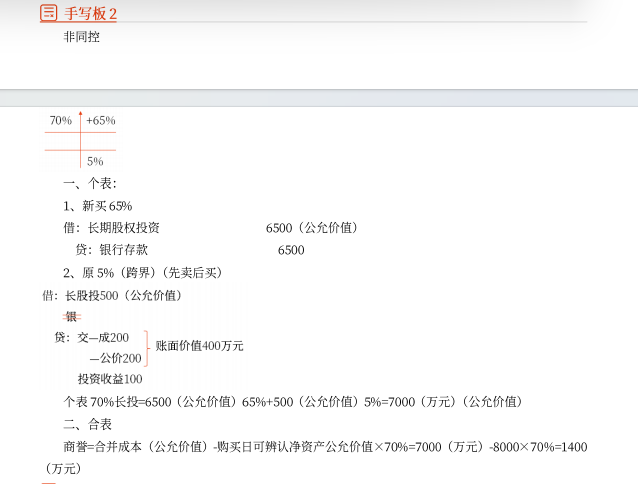 手写板 2
非同控
70% +65%
5%
一、个表：
1、新买 65%
借：长期股权投资 6500（公允价值）
贷：银行存款 6500
2、原 5%（跨界）（先卖后买）
借：长股投500（公允价值）
银
贷：交—成200
—公价200
账面价值400万元
投资收益100
个表 70%长投=6500（公允价值）65%+500（公允价值）5%=7000（万元）（公允价值）
二、合表
商誉=合并成本（公允价值）-购买日可辨认净资产公允价值×70%=7000（万元）-8000×70%=1400
（万元）